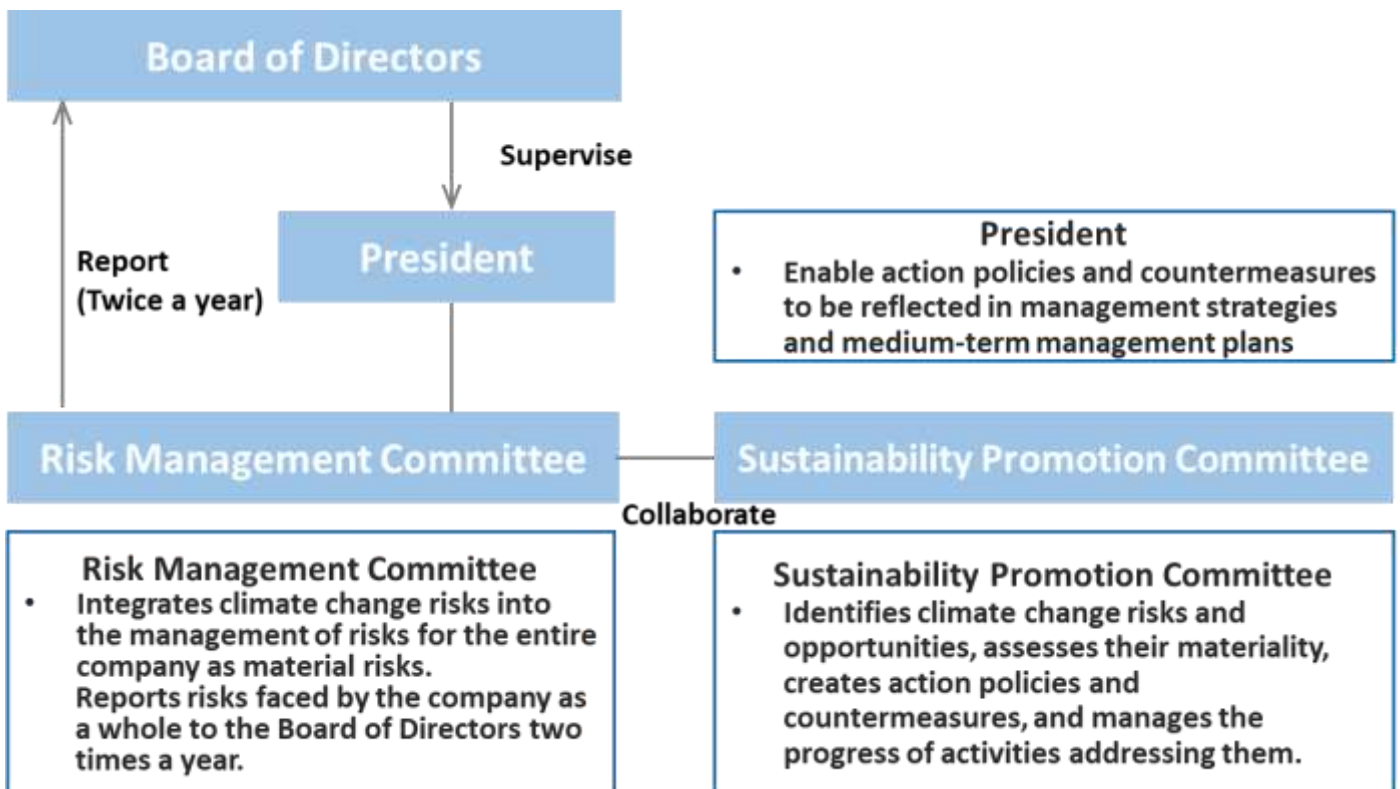 Board of Directors
Supervise
President
Report
(Twice a year)
President
• Enable action policies and countermeasures
to be reflected in management strategies
and medium-term management plans
Risk Management Committee
Sustainability Promotion Committee
Collaborate
Risk Management Committee
• Integrates climate change risks into
the management of risks for the entire
company as material risks.
Reports risks faced by the company as
a whole to the Board of Directors two
times a year.
Sustainability Promotion Committee
• Identifies climate change risks and
opportunities, assesses their materiality,
creates action policies and
countermeasures, and manages the
progress of activities addressing them.